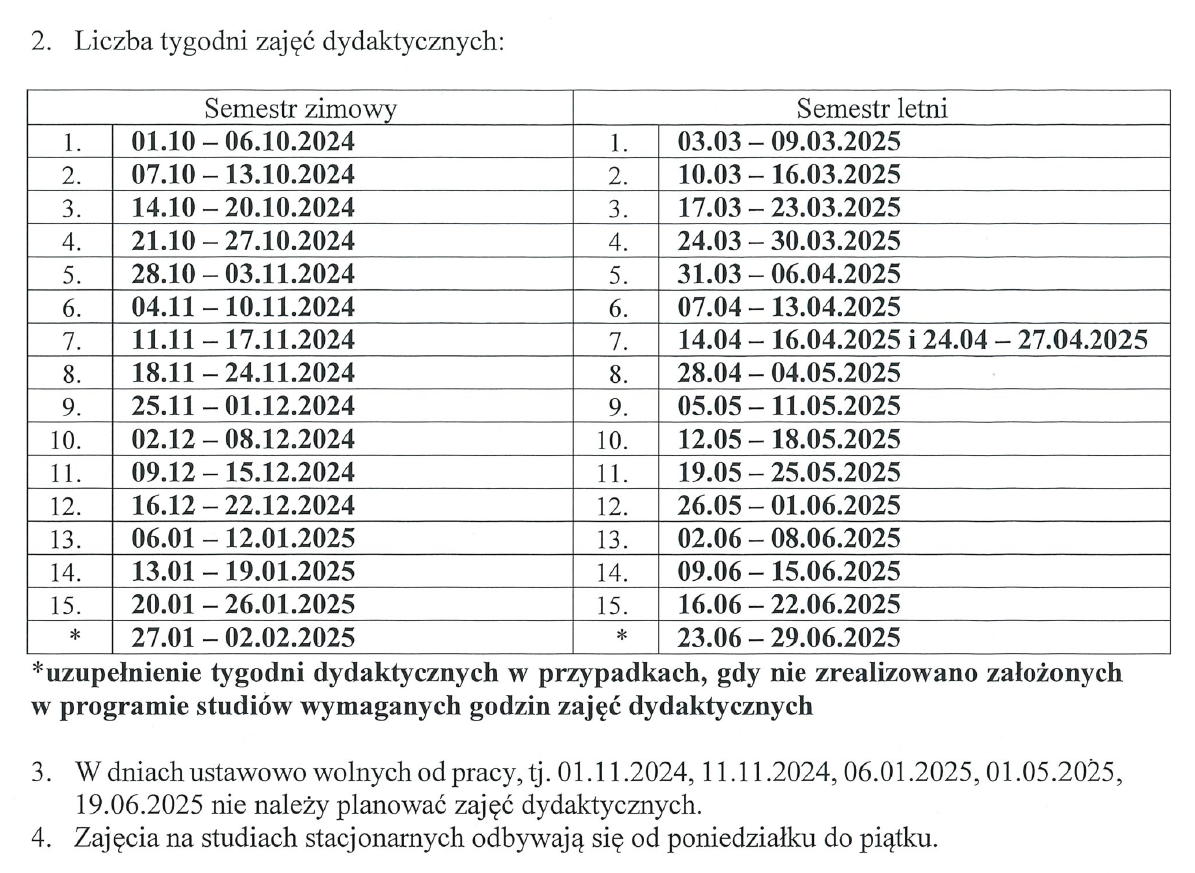 2. Liczba tygodni zajęć dydaktycznych:
Semestr zimowy Semestr letni
1. 01.10 – 06.10.2024 1. 03.03 – 09.03.2025
2. 07.10 – 13.10.2024 2. 10.03 – 16.03.2025
3. 14.10 – 20.10.2024 3. 17.03 – 23.03.2025
4. 21.10 – 27.10.2024 4. 24.03 – 30.03.2025
5. 28.10 – 03.11.2024 5. 31.03 – 06.04.2025
6. 04.11 – 10.11.2024 6. 07.04 – 13.04.2025
7. 11.11 – 17.11.2024 7. 14.04 – 16.04.2025 i 24.04 – 27.04.2025
8. 18.11 – 24.11.2024 8. 28.04 – 04.05.2025
9. 25.11 – 01.12.2024 9. 05.05 – 11.05.2025
10. 02.12 – 08.12.2024 10. 12.05 – 18.05.2025
11. 09.12 – 15.12.2024 11. 19.05 – 25.05.2025
12. 16.12 – 22.12.2024 12. 26.05 – 01.06.2025
13. 06.01 – 12.01.2025 13. 02.06 – 08.06.2025
14. 13.01 – 19.01.2025 14. 09.06 – 15.06.2025
15. 20.01 – 26.01.2025 15. 16.06 – 22.06.2025
* 27.01 – 02.02.2025 * 23.06 – 29.06.2025
*uzupełnienie tygodni dydaktycznych w przypadkach, gdy nie zrealizowano założonych
w programie studiów wymaganych godzin zajęć dydaktycznych
3. W dniach ustawowo wolnych od pracy, tj. 01.11.2024, 11.11.2024, 06.01.2025, 01.05.2025,
19.06.2025 nie należy planować zajęć dydaktycznych.
4. Zajęcia na studiach stacjonarnych odbywają się od poniedziałku do piątku.